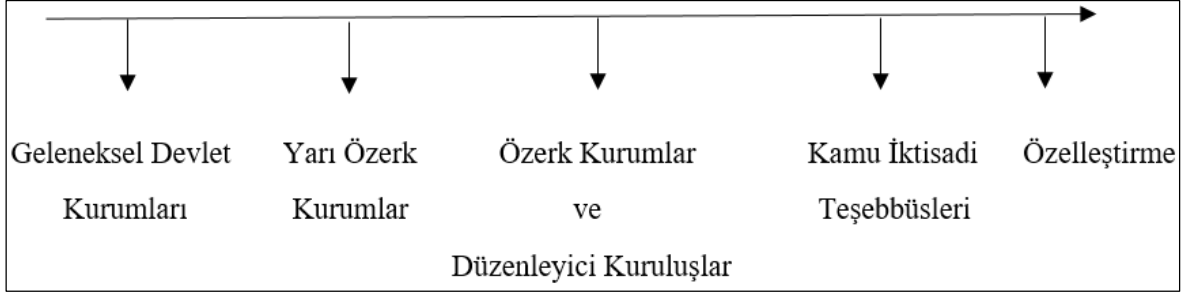 Geleneksel Devlet Kurumları
Yarı Özerk Kurumlar
Özerk Kurumlar ve Düzenleyici Kuruluşlar
Kamu İktisadi Teşebbüsleri
Özelleştirme